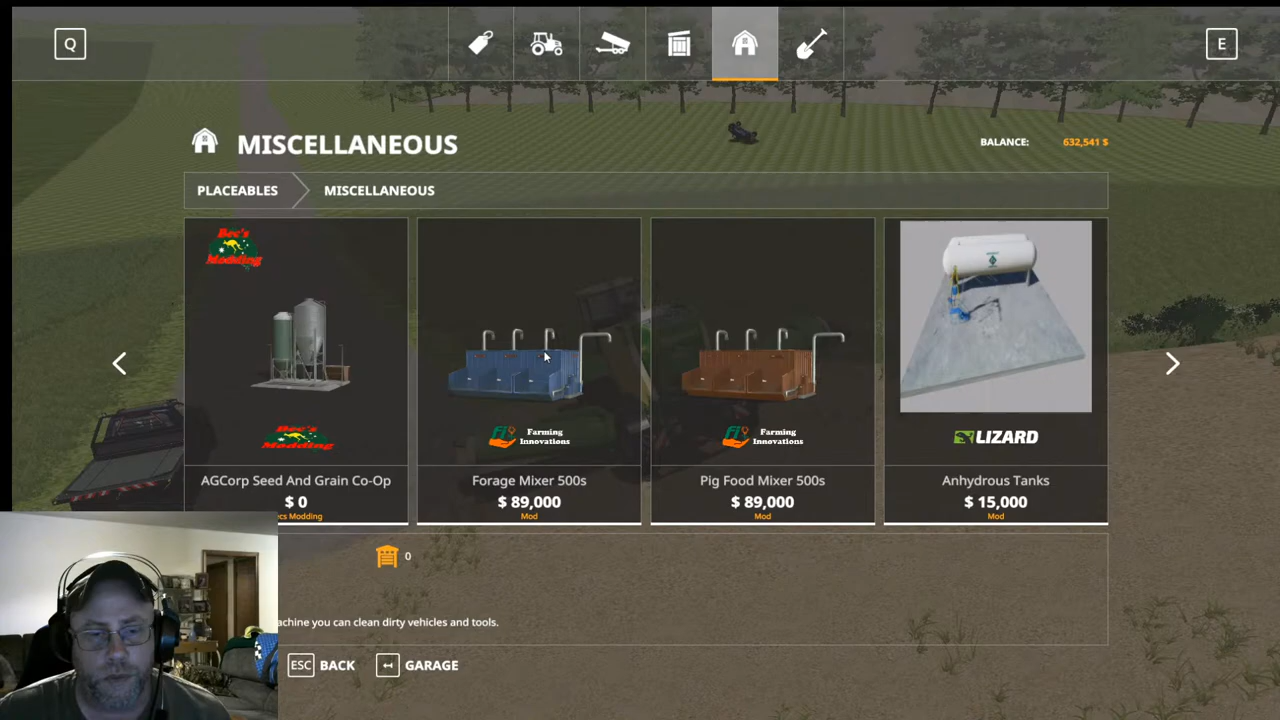 Q
E
MISCELLANEOUS
BALANCE: 632,541 $
PLACEABLES MISCELLANEOUS
Bec's Modding
Bec's Modding
Farming Innovations
Farming Innovations
LIZARD
AGCorp Seed And Grain Co-Op
Forage Mixer 500s
Pig Food Mixer 500s
Anhydrous Tanks
$ 0
$ 89,000
$ 89,000
$ 15,000
Modding
Mod
Mod
Mod
0
you can clean dirty vehicles and tools.
ESC BACK GARAGE